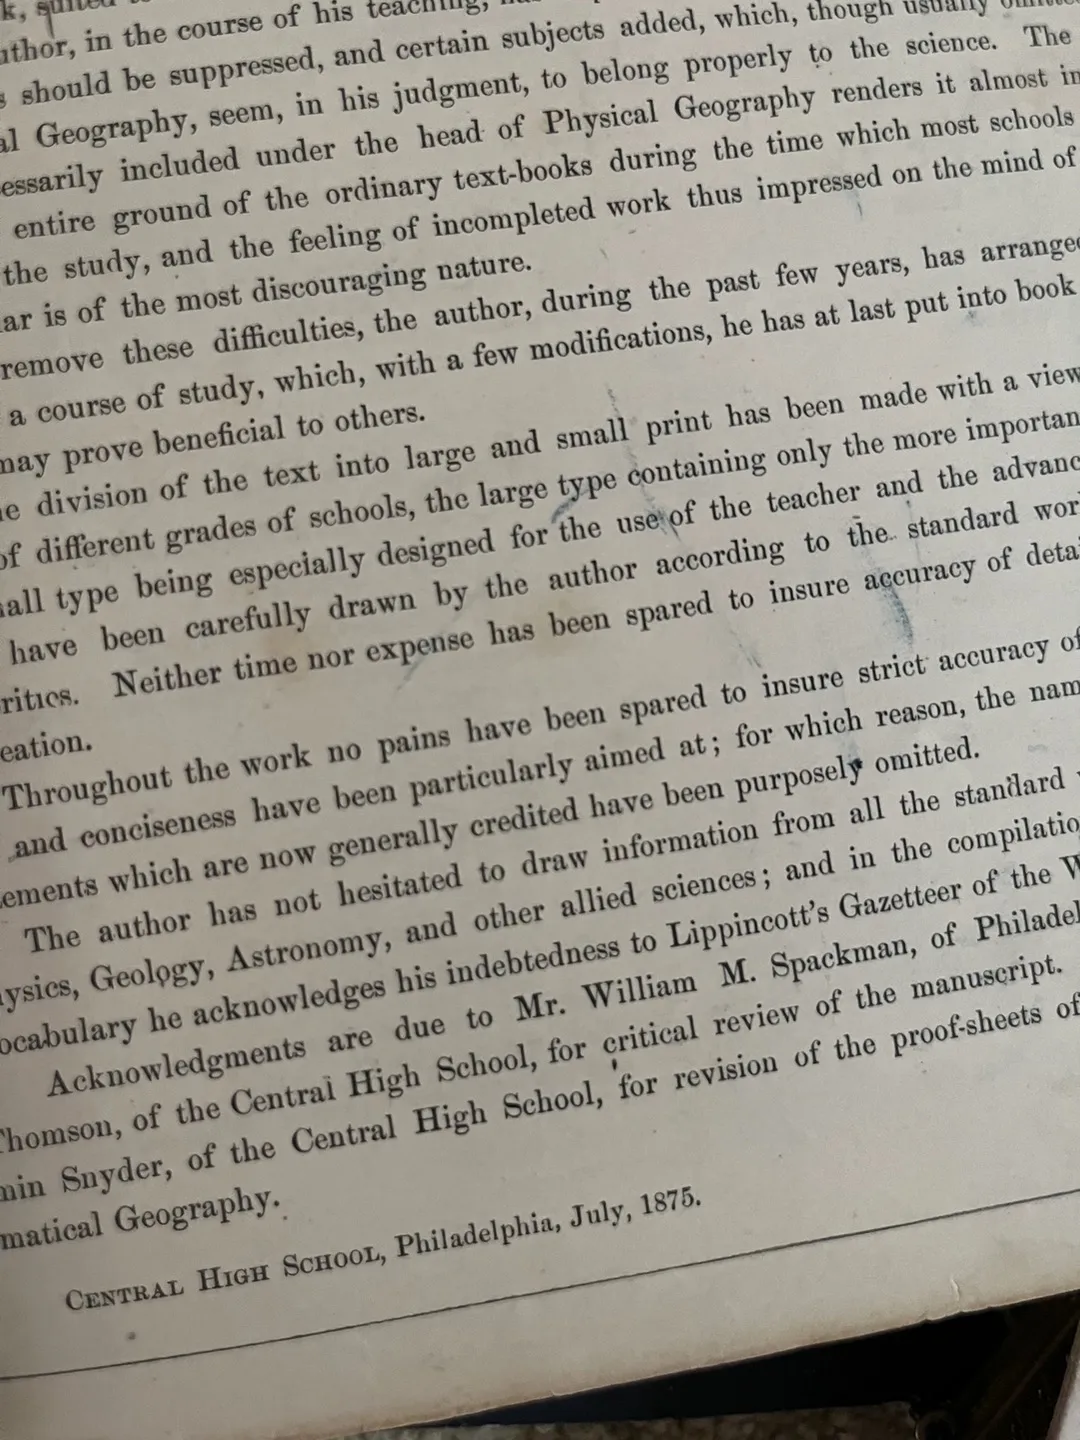 k, suited
author, in the course of his teaching,
should be suppressed, and certain subjects added, which, though usually
al Geography, seem, in his judgment, to belong properly to the science. The
essarily included under the head of Physical Geography renders it almost in
entire ground of the ordinary text-books during the time which most schools
the study, and the feeling of incompleted work thus impressed on the mind of
ar is of the most discouraging nature.
remove these difficulties, the author, during the past few years, has arranged
a course of study, which, with a few modifications, he has at last put into book
may prove beneficial to others.
e division of the text into large and small print has been made with a view
of different grades of schools, the large type containing only the more importan
all type being especially designed for the use of the teacher and the advanc
have been carefully drawn by the author according to the standard wor
ritics. Neither time nor expense has been spared to insure accuracy of detai
eation.
Throughout the work no pains have been spared to insure strict accuracy of
and conciseness have been particularly aimed at; for which reason, the nam
ements which are now generally credited have been purposely omitted.
The author has not hesitated to draw information from all the standard
ysics, Geology, Astronomy, and other allied sciences; and in the compilatio
ocabulary he acknowledges his indebtedness to Lippincott's Gazetteer of the W
Acknowledgments are due to Mr. William M. Spackman, of Philadel
Thomson, of the Central High School, for critical review of the manuscript.
min Snyder, of the Central High School, for revision of the proof-sheets of
matical Geography.
CENTRAL HIGH SCHOOL, Philadelphia, July, 1875.